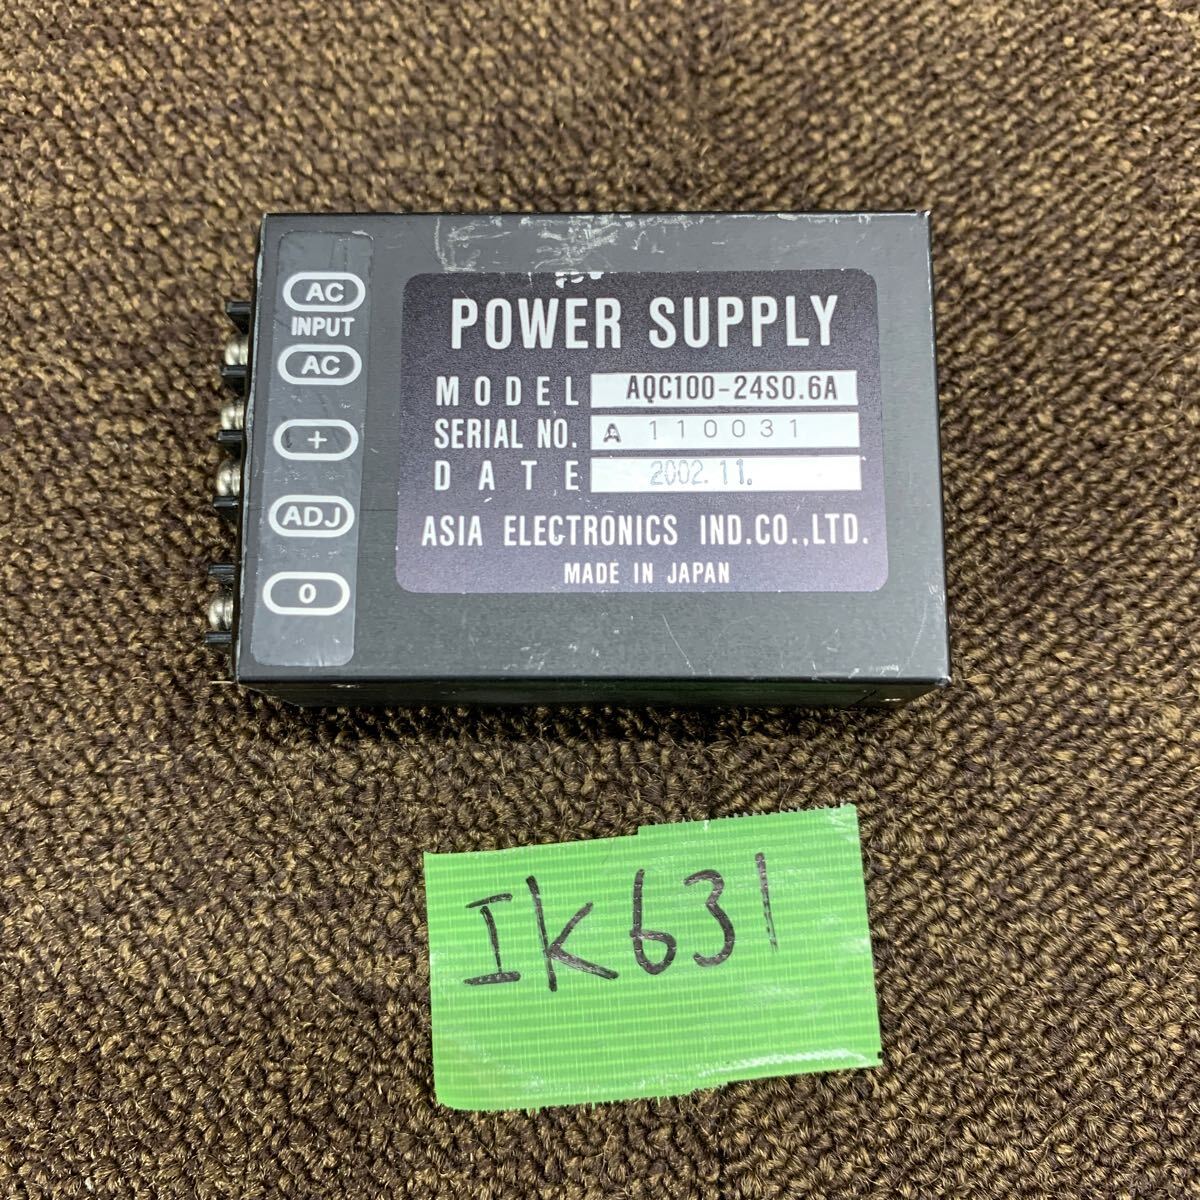 AC
INPUT
AC
+
ADJ
0
POWER SUPPLY
MODEL AQC100-24S0.6A
SERIAL NO. A 110031
DATE 2002.11.
ASIA ELECTRONICS IND.CO.,LTD.
MADE IN JAPAN
IK631